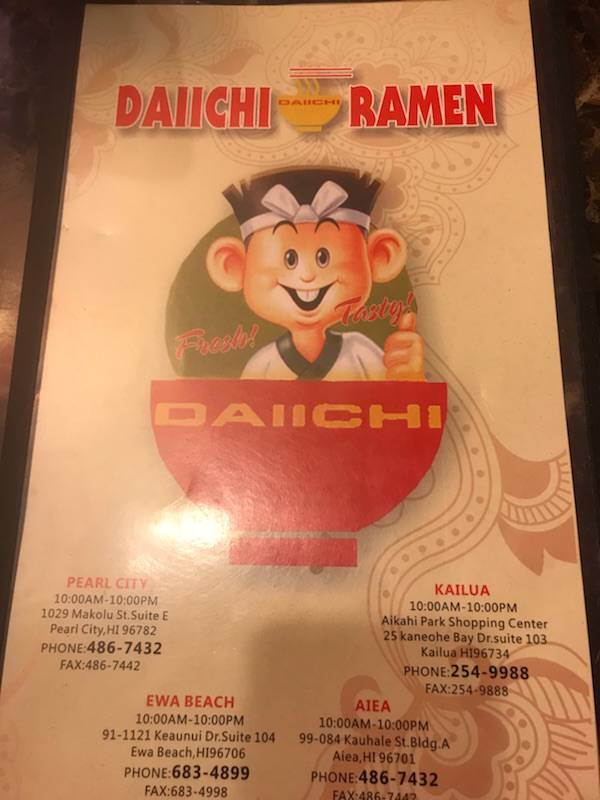 DAIICHI DAIICHI RAMEN
Fresh! Tasty!
DAIICHI
PEARL CITY
10:00AM-10:00PM
1029 Makolu St.Suite E
Pearl City,HI 96782
PHONE:486-7432
FAX:486-7442
KAILUA
10:00AM-10:00PM
Aikahi Park Shopping Center
25 kaneohe Bay Dr.suite 103
Kailua HI96734
PHONE:254-9988
FAX:254-9888
EWA BEACH
10:00AM-10:00PM
91-1121 Keaunui Dr.Suite 104
Ewa Beach,HI96706
PHONE:683-4899
FAX:683-4998
AIEA
10:00AM-10:00PM
99-084 Kauhale St.Bldg.A
Aiea,HI 96701
PHONE:486-7432
FAX:486-7442